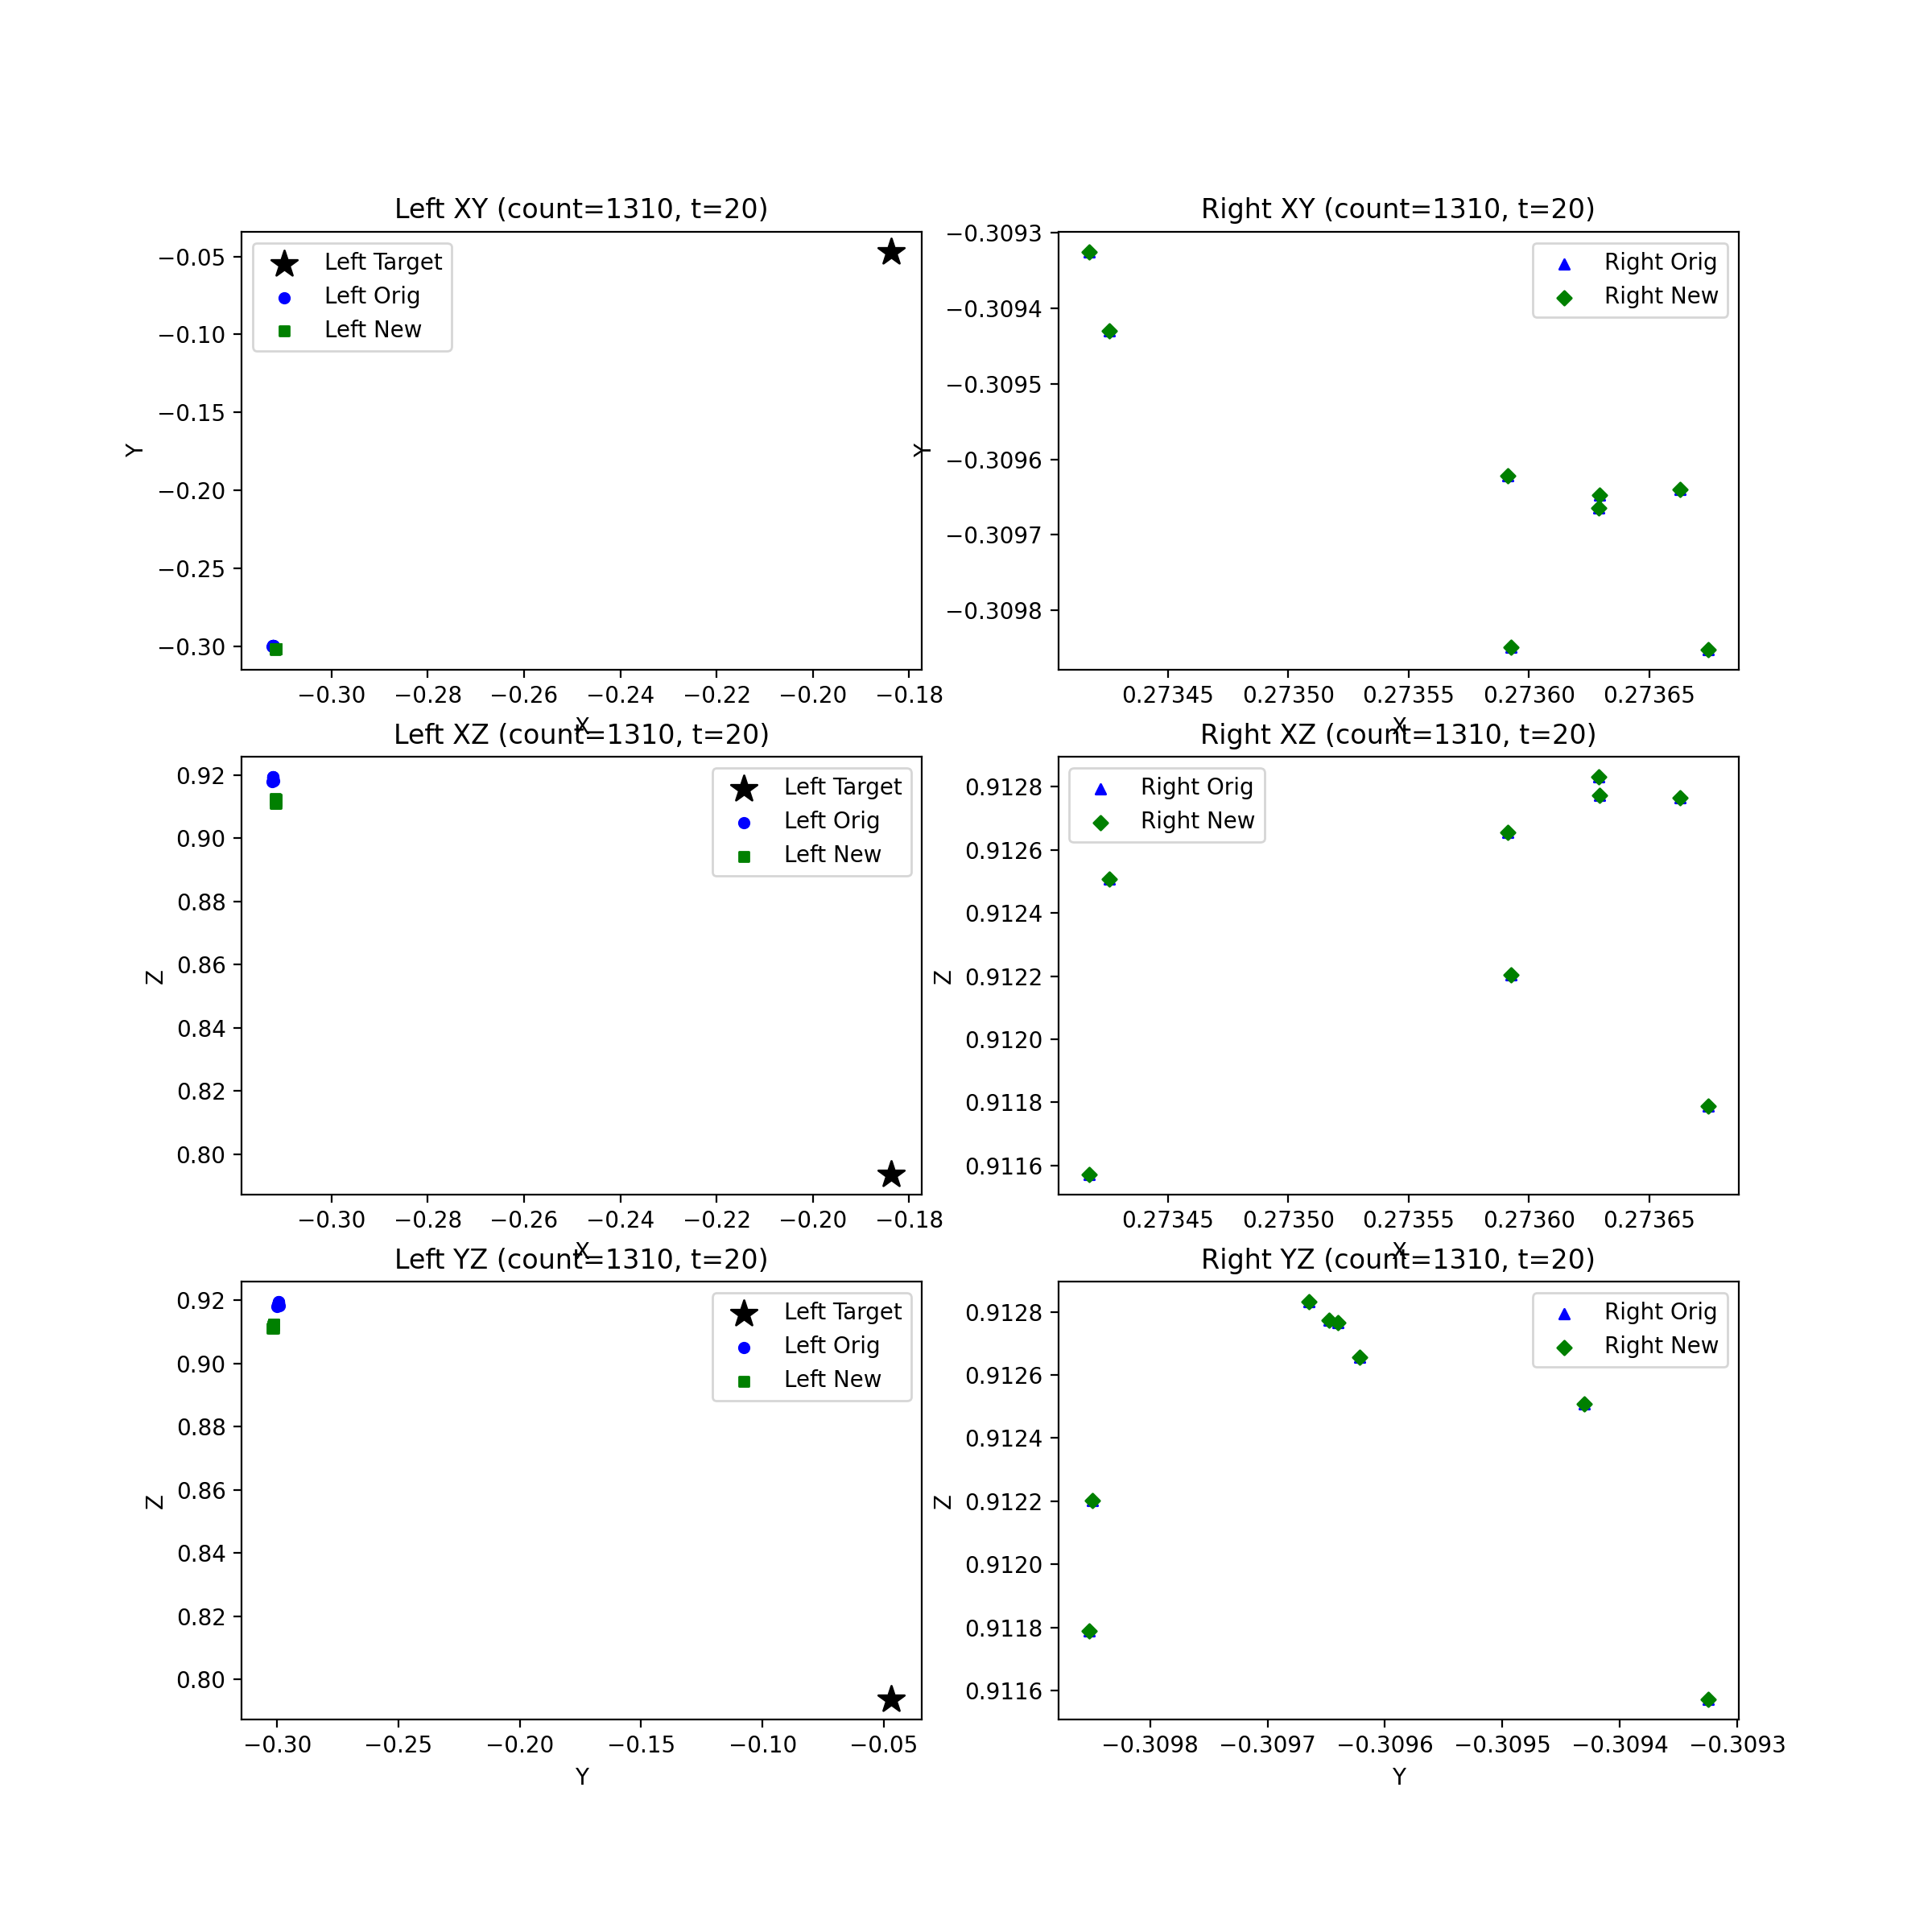 Left XY (count=1310, t=20)
Left Target
Left Orig
Left New
−0.05
−0.10
−0.15
−0.20
−0.25
−0.30
Y
−0.30 −0.28 −0.26 −0.24 −0.22 −0.20 −0.18
X
Right XY (count=1310, t=20)
Right Orig
Right New
−0.3093
−0.3094
−0.3095
−0.3096
−0.3097
−0.3098
Y
0.27345 0.27350 0.27355 0.27360 0.27365
X
Left XZ (count=1310, t=20)
Left Target
Left Orig
Left New
0.92
0.90
0.88
0.86
0.84
0.82
0.80
Z
−0.30 −0.28 −0.26 −0.24 −0.22 −0.20 −0.18
X
Right XZ (count=1310, t=20)
Right Orig
Right New
0.9128
0.9126
0.9124
0.9122
0.9120
0.9118
0.9116
Z
0.27345 0.27350 0.27355 0.27360 0.27365
X
Left YZ (count=1310, t=20)
Left Target
Left Orig
Left New
0.92
0.90
0.88
0.86
0.84
0.82
0.80
Z
−0.30 −0.25 −0.20 −0.15 −0.10 −0.05
Y
Right YZ (count=1310, t=20)
Right Orig
Right New
0.9128
0.9126
0.9124
0.9122
0.9120
0.9118
0.9116
Z
−0.3098 −0.3097 −0.3096 −0.3095 −0.3094 −0.3093
Y